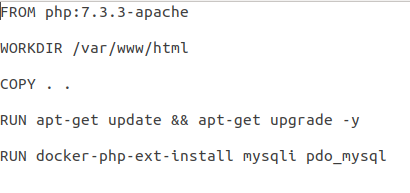 FROM php:7.3.3-apache
WORKDIR /var/www/html
COPY . .
RUN apt-get update && apt-get upgrade -y
RUN docker-php-ext-install mysqli pdo_mysql